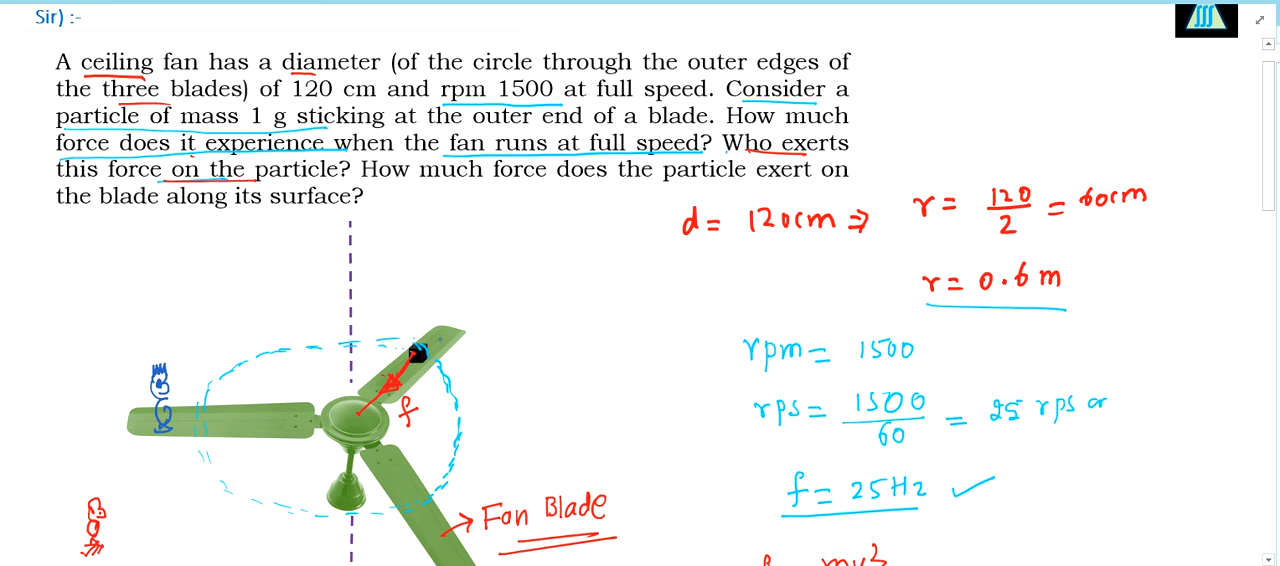 Sir) :-
A ceiling fan has a diameter (of the circle through the outer edges of
the three blades) of 120 cm and rpm 1500 at full speed. Consider a
particle of mass 1 g sticking at the outer end of a blade. How much
force does it experience when the fan runs at full speed? Who exerts
this force on the particle? How much force does the particle exert on
the blade along its surface?
d = 120cm ⇒ r = 120/2 = 60cm
r = 0.6 m
rpm = 1500
rps = 1500/60 = 25 rps or
f = 25Hz ✓
f
→ Fan Blade
mv²